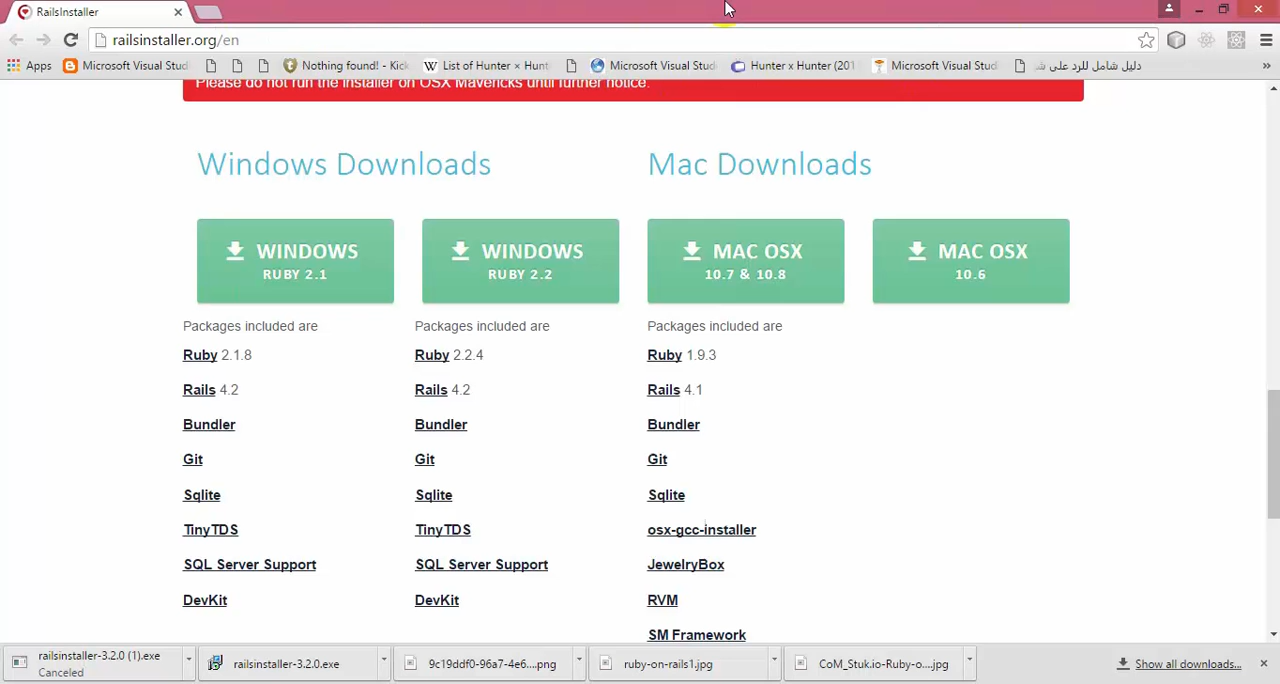 RailsInstaller
railsinstaller.org/en
Apps Microsoft Visual Stud Nothing found! - Kick List of Hunter × Hunt Microsoft Visual Stud Hunter x Hunter (201 Microsoft Visual Stud دليل شامل للرد على ش »
Please do not run the installer on OSX Mavericks until further notice.
Windows Downloads
Mac Downloads
WINDOWS
RUBY 2.1
WINDOWS
RUBY 2.2
MAC OSX
10.7 & 10.8
MAC OSX
10.6
Packages included are
Ruby 2.1.8
Rails 4.2
Bundler
Git
Sqlite
TinyTDS
SQL Server Support
DevKit
Packages included are
Ruby 2.2.4
Rails 4.2
Bundler
Git
Sqlite
TinyTDS
SQL Server Support
DevKit
Packages included are
Ruby 1.9.3
Rails 4.1
Bundler
Git
Sqlite
osx-gcc-installer
JewelryBox
RVM
SM Framework
railsinstaller-3.2.0 (1).exe
Canceled
railsinstaller-3.2.0.exe
9c19ddf0-96a7-4e6....png
ruby-on-rails1.jpg
CoM_Stuk.io-Ruby-o....jpg
Show all downloads...